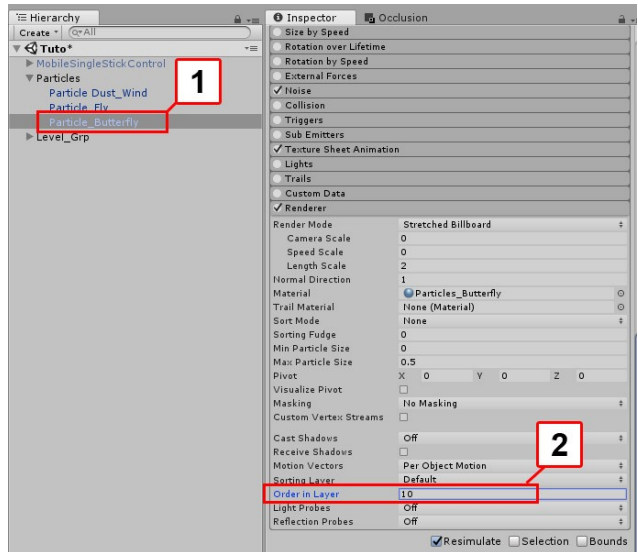 Hierarchy
Create
All
Tuto*
MobileSingleStickControl
Particles
Particle Dust_Wind
Particle_Fly
Particle_Butterfly
Level_Grp
1
Inspector
Occlusion
Size by Speed
Rotation over Lifetime
Rotation by Speed
External Forces
Noise
Collision
Triggers
Sub Emitters
Texture Sheet Animation
Lights
Trails
Custom Data
Renderer
Render Mode Stretched Billboard
Camera Scale 0
Speed Scale 0
Length Scale 2
Normal Direction 1
Material Particles_Butterfly
Trail Material None (Material)
Sort Mode None
Sorting Fudge 0
Min Particle Size 0
Max Particle Size 0.5
Pivot X 0 Y 0 Z 0
Visualize Pivot
Masking No Masking
Custom Vertex Streams
Cast Shadows Off
Receive Shadows
Motion Vectors Per Object Motion
Sorting Layer Default
Order in Layer 10
Light Probes Off
Reflection Probes Off
2
Resimulate Selection Bounds